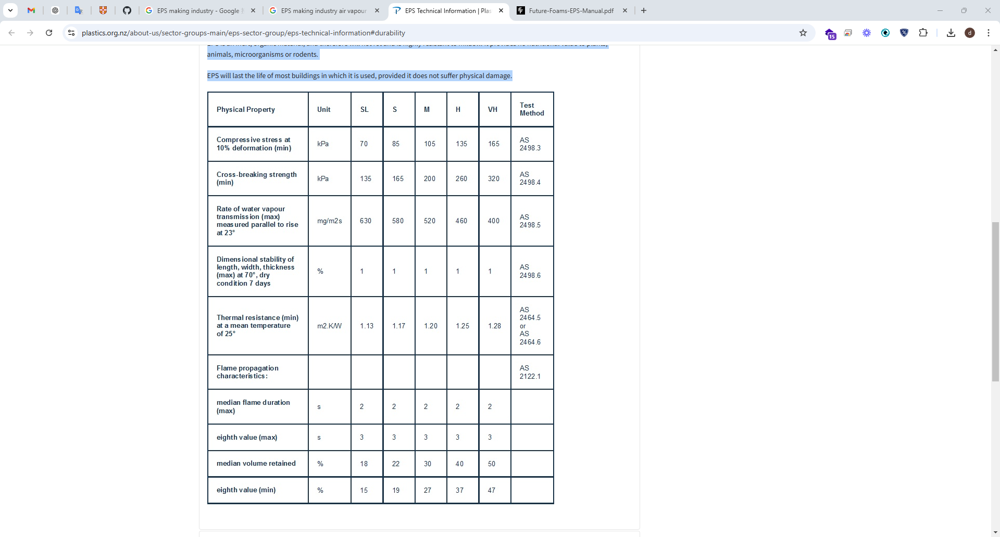 EPS making industry - Google
EPS making industry air vapour
EPS Technical Information | Plas
Future-Foams-EPS-Manual.pdf
plastics.org.nz/about-us/sector-groups-main/eps-sector-group/eps-technical-information#durability
15
d
animals, microorganisms or rodents.
EPS will last the life of most buildings in which it is used, provided it does not suffer physical damage.
Physical Property Unit SL S M H VH Test
Method
Compressive stress at
10% deformation (min) kPa 70 85 105 135 165 AS
2498.3
Cross-breaking strength
(min) kPa 135 165 200 260 320 AS
2498.4
Rate of water vapour
transmission (max)
measured parallel to rise
at 23° mg/m2s 630 580 520 460 400 AS
2498.5
Dimensional stability of
length, width, thickness
(max) at 70°, dry
condition 7 days % 1 1 1 1 1 AS
2498.6
Thermal resistance (min)
at a mean temperature
of 25° m2.K/W 1.13 1.17 1.20 1.25 1.28 AS
2464.5
or
AS
2464.6
Flame propagation
characteristics: AS
2122.1
median flame duration
(max) s 2 2 2 2 2
eighth value (max) s 3 3 3 3 3
median volume retained % 18 22 30 40 50
eighth value (min) % 15 19 27 37 47